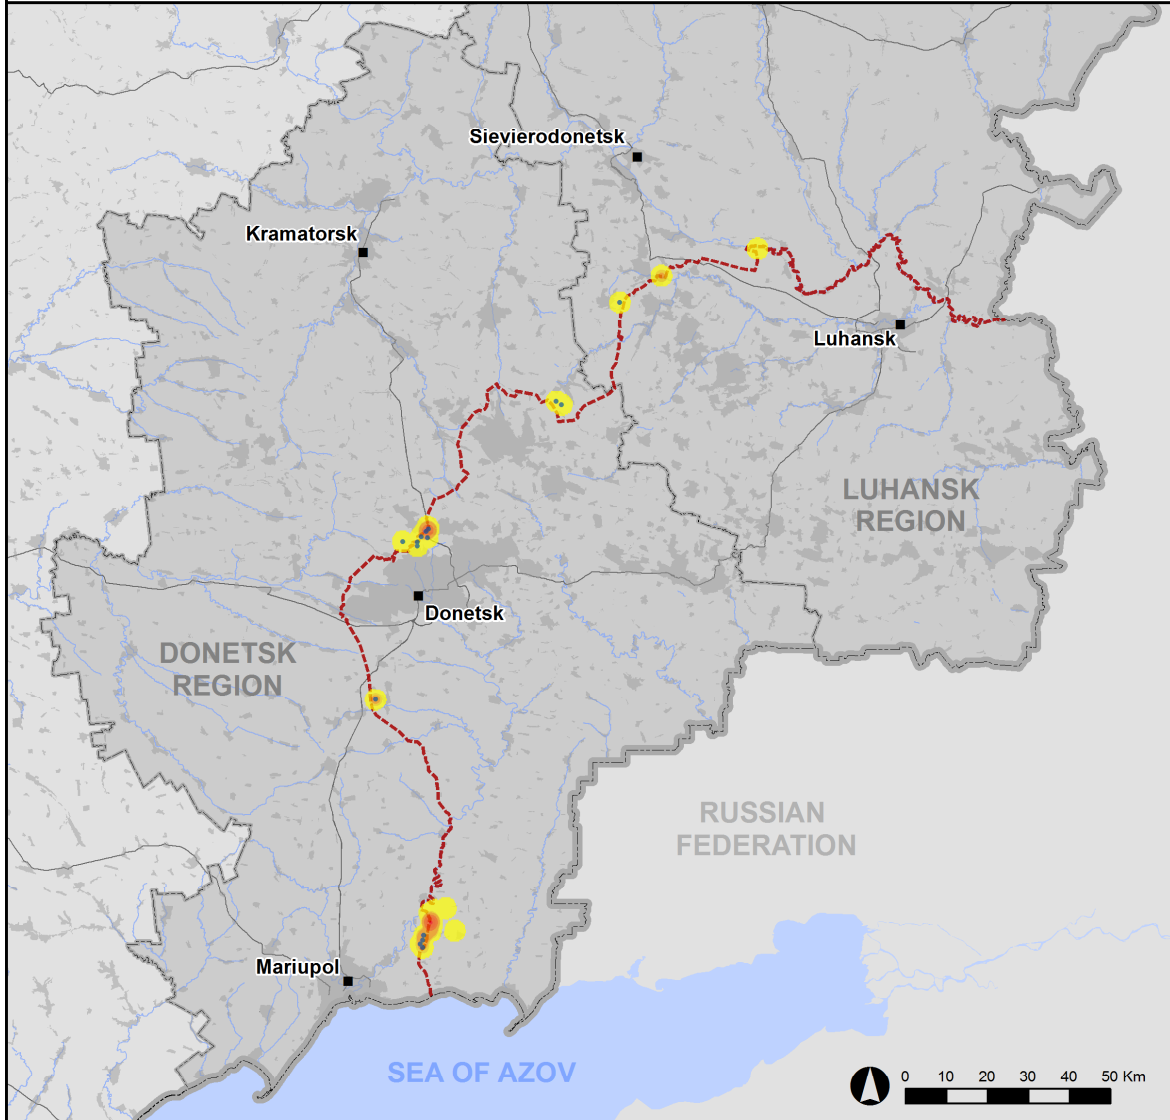 Sievierodonetsk
Kramatorsk
Luhansk
LUHANSK
REGION
Donetsk
DONETSK
REGION
RUSSIAN
FEDERATION
Mariupol
SEA OF AZOV
0 10 20 30 40 50 Km